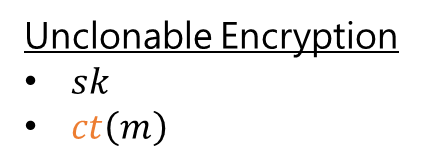 Unclonable Encryption
• sk
• ct(m)